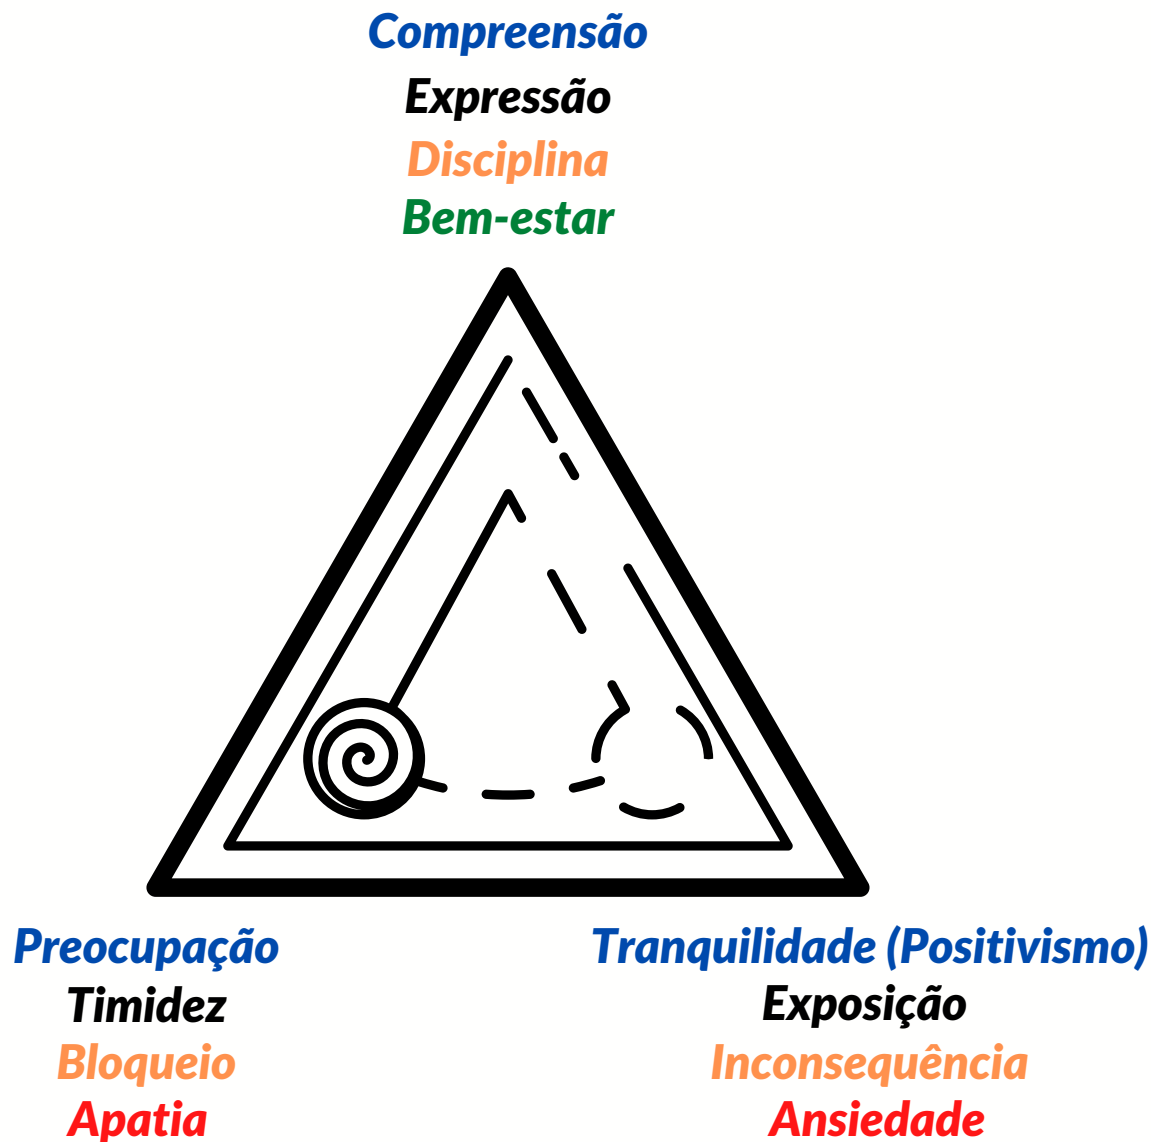 Compreensão
Expressão
Disciplina
Bem-estar
Preocupação
Timidez
Bloqueio
Apatia
Tranquilidade (Positivismo)
Exposição
Inconsequência
Ansiedade